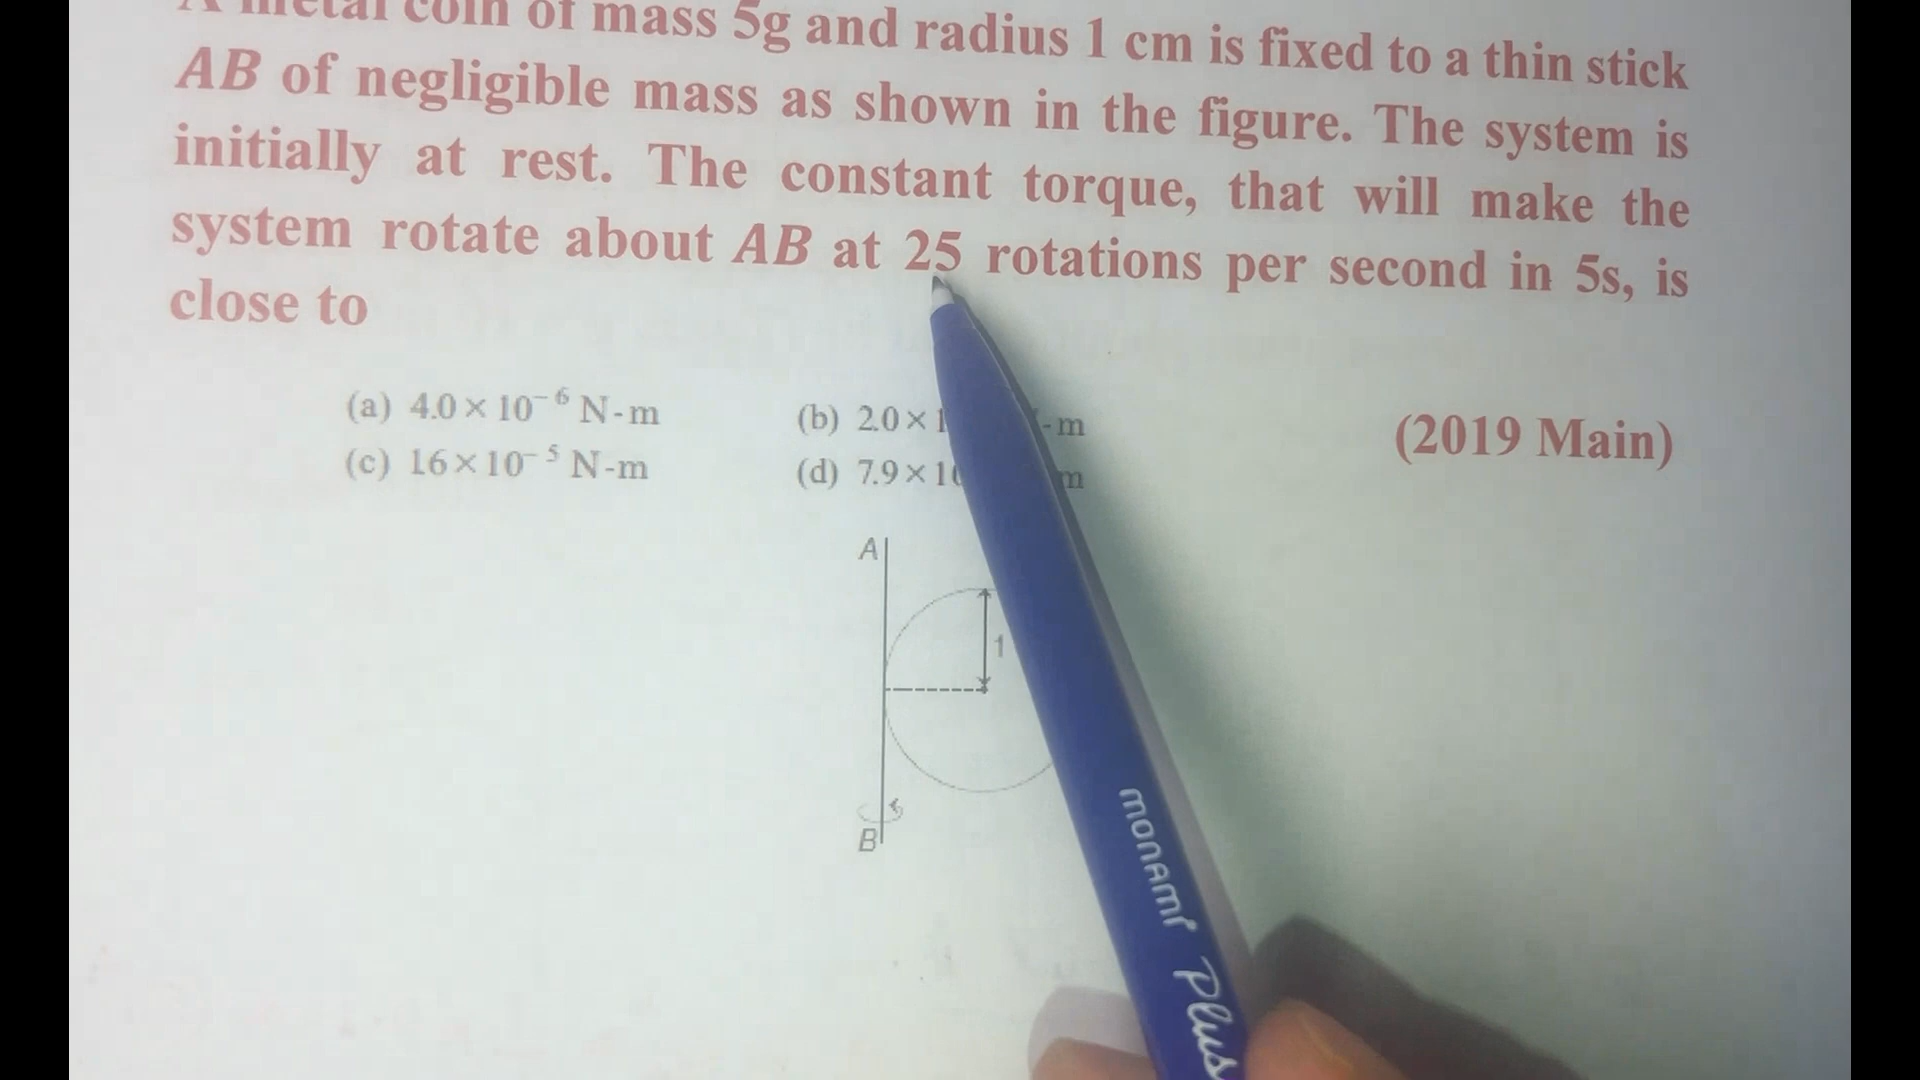 metal coin of mass 5g and radius 1 cm is fixed to a thin stick
AB of negligible mass as shown in the figure. The system is
initially at rest. The constant torque, that will make the
system rotate about AB at 25 rotations per second in 5s, is
close to
(a) 4.0 × 10⁻⁶ N-m (b) 2.0 × 1 -m
(2019 Main)
(c) 16 × 10⁻⁵ N-m (d) 7.9 × 10 m
A
1
B
monami Plus